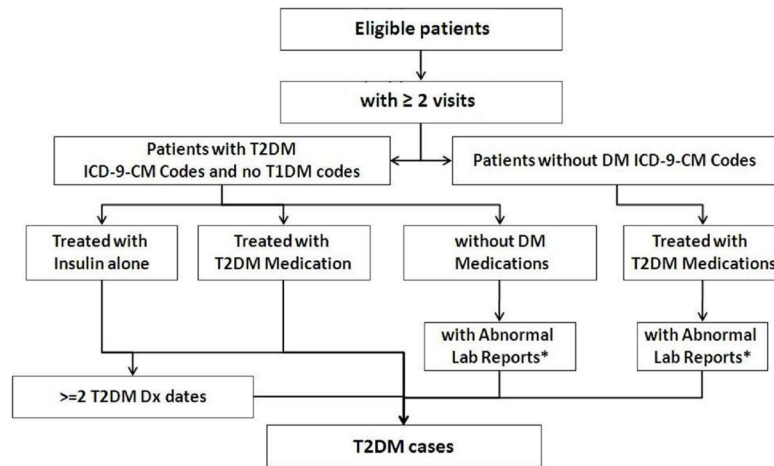 Eligible patients
with ≥ 2 visits
Patients with T2DM
ICD-9-CM Codes and no T1DM codes
Patients without DM ICD-9-CM Codes
Treated with
Insulin alone
Treated with
T2DM Medication
without DM
Medications
Treated with
T2DM Medications
with Abnormal
Lab Reports*
with Abnormal
Lab Reports*
>=2 T2DM Dx dates
T2DM cases